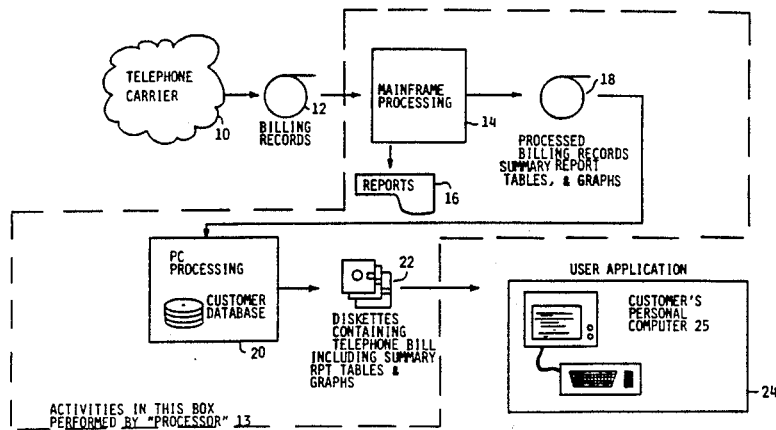 TELEPHONE
CARRIER
10
12
BILLING
RECORDS
MAINFRAME
PROCESSING
14
18
PROCESSED
BILLING RECORDS
SUMMARY REPORT
TABLES, & GRAPHS
REPORTS
16
PC
PROCESSING
CUSTOMER
DATABASE
20
22
DISKETTES
CONTAINING
TELEPHONE BILL
INCLUDING SUMMARY
RPT TABLES &
GRAPHS
USER APPLICATION
CUSTOMER'S
PERSONAL
COMPUTER 25
24
ACTIVITIES IN THIS BOX
PERFORMED BY "PROCESSOR" 13